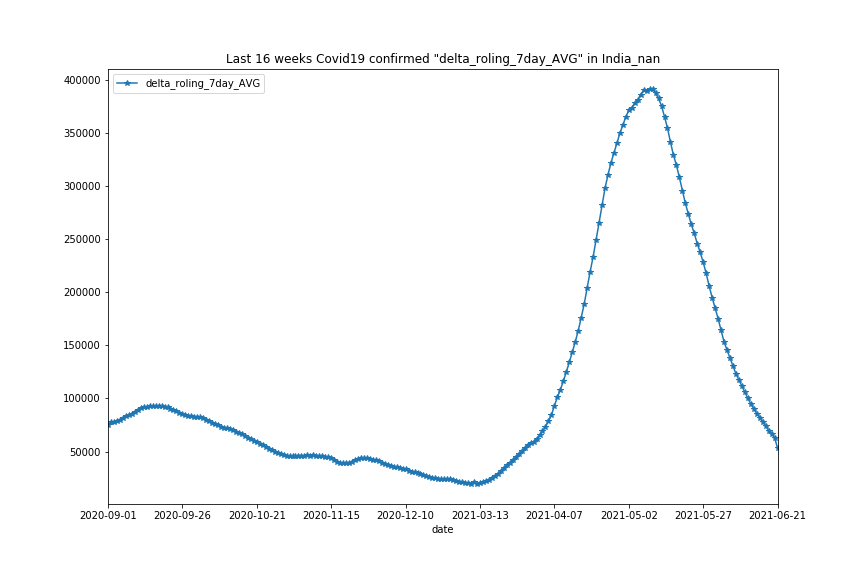 Last 16 weeks Covid19 confirmed "delta_roling_7day_AVG" in India_nan
delta_roling_7day_AVG
400000
350000
300000
250000
200000
150000
100000
50000
2020-09-01 2020-09-26 2020-10-21 2020-11-15 2020-12-10 2021-03-13 2021-04-07 2021-05-02 2021-05-27 2021-06-21
date